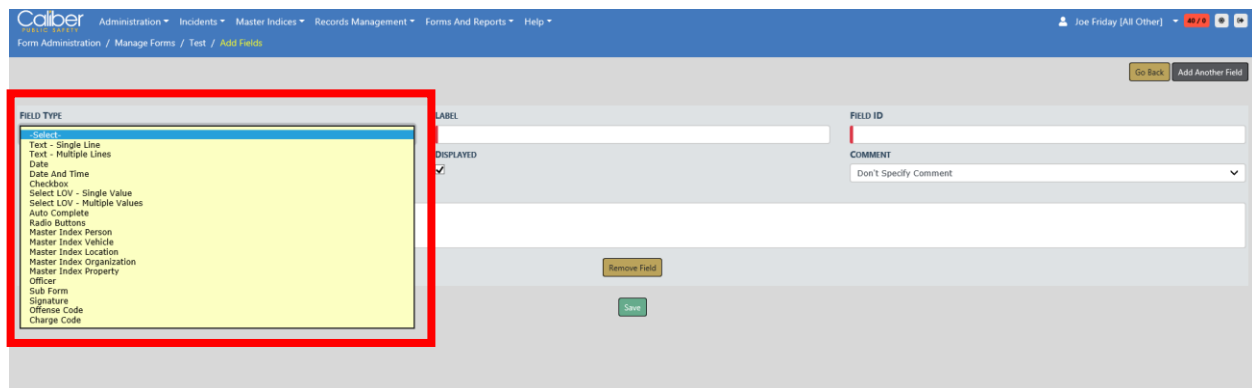 Caliber Administration Incidents Master Indices Records Management Forms And Reports Help Joe Friday [All Other] 40 / 0
PUBLIC SAFETY
Form Administration / Manage Forms / Test / Add Fields
Go Back Add Another Field
FIELD TYPE LABEL FIELD ID
-Select-
Text - Single Line
Text - Multiple Lines
DISPLAYED COMMENT
Date
Date And Time
Don't Specify Comment
Checkbox
Select LOV - Single Value
Select LOV - Multiple Values
Auto Complete
Radio Buttons
Master Index Person
Master Index Vehicle
Master Index Location
Master Index Organization
Master Index Property
Remove Field
Officer
Sub Form
Signature
Save
Offense Code
Charge Code